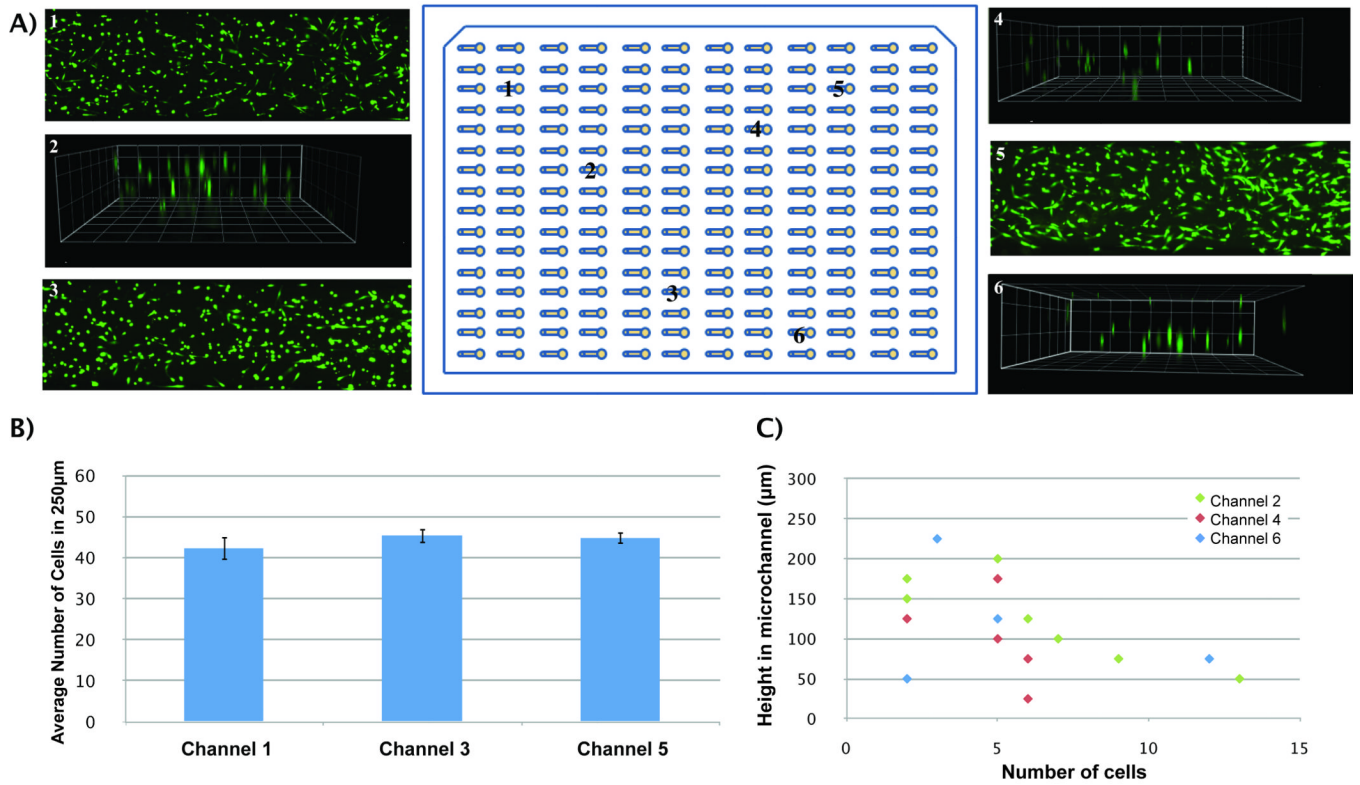 A)
1
2
3
1
2
3
4
5
6
4
5
6
B)
Average Number of Cells in 250µm
60
50
40
30
20
10
0
Channel 1
Channel 3
Channel 5
C)
Height in microchannel (µm)
300
250
200
150
100
50
0
0
5
10
15
Number of cells
Channel 2
Channel 4
Channel 6